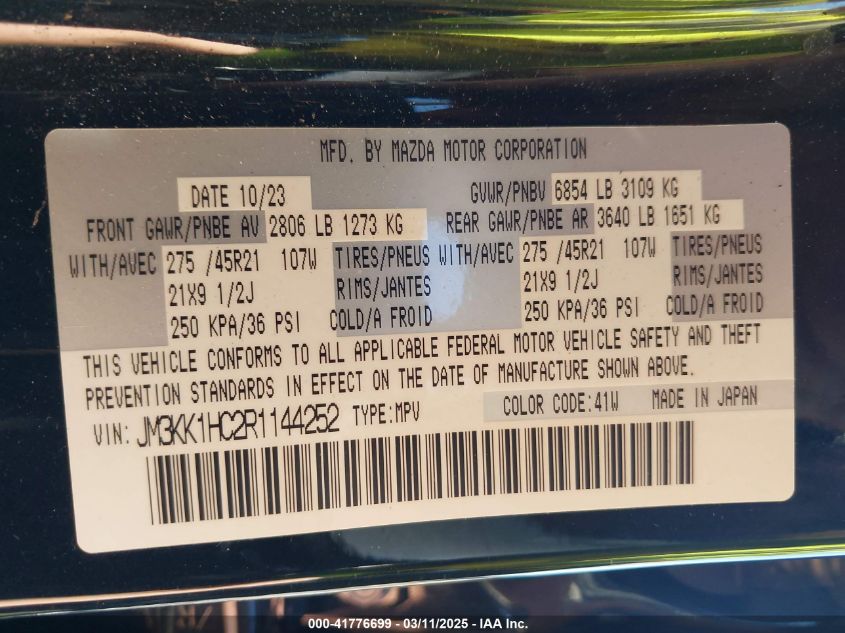 MFD. BY MAZDA MOTOR CORPORATION
DATE 10/23 GVWR/PNBV 6854 LB 3109 KG
FRONT GAWR/PNBE AV 2806 LB 1273 KG REAR GAWR/PNBE AR 3640 LB 1651 KG
WITH/AVEC 275 /45R21 107W TIRES/PNEUS WITH/AVEC 275 /45R21 107W TIRES/PNEUS
21X9 1/2J RIMS/JANTES 21X9 1/2J RIMS/JANTES
250 KPA/36 PSI COLD/A FROID 250 KPA/36 PSI COLD/A FROID
THIS VEHICLE CONFORMS TO ALL APPLICABLE FEDERAL MOTOR VEHICLE SAFETY AND THEFT
PREVENTION STANDARDS IN EFFECT ON THE DATE OF MANUFACTURE SHOWN ABOVE.
COLOR CODE:41W MADE IN JAPAN
VIN: JM3KK1HC2R1144252 TYPE:MPV
000-41776699 - 03/11/2025 - IAA Inc.